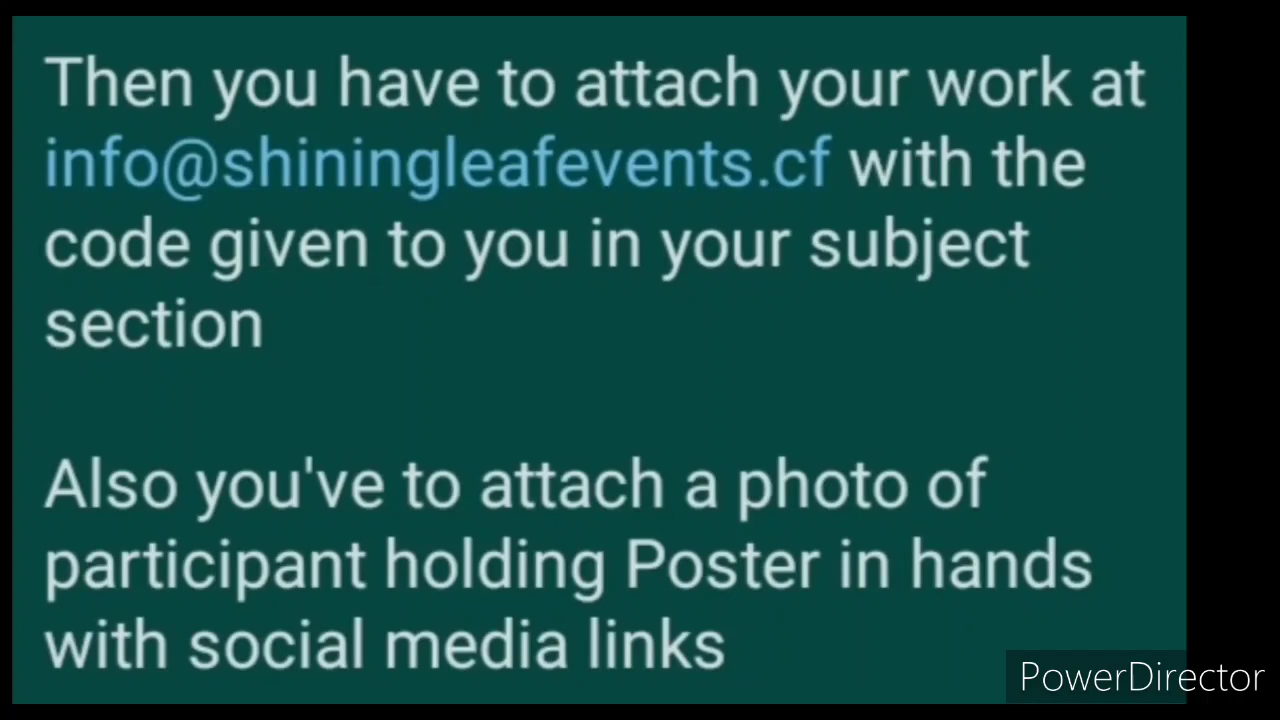 Then you have to attach your work at
info@shiningleafevents.cf with the
code given to you in your subject
section
Also you've to attach a photo of
participant holding Poster in hands
with social media links
PowerDirector